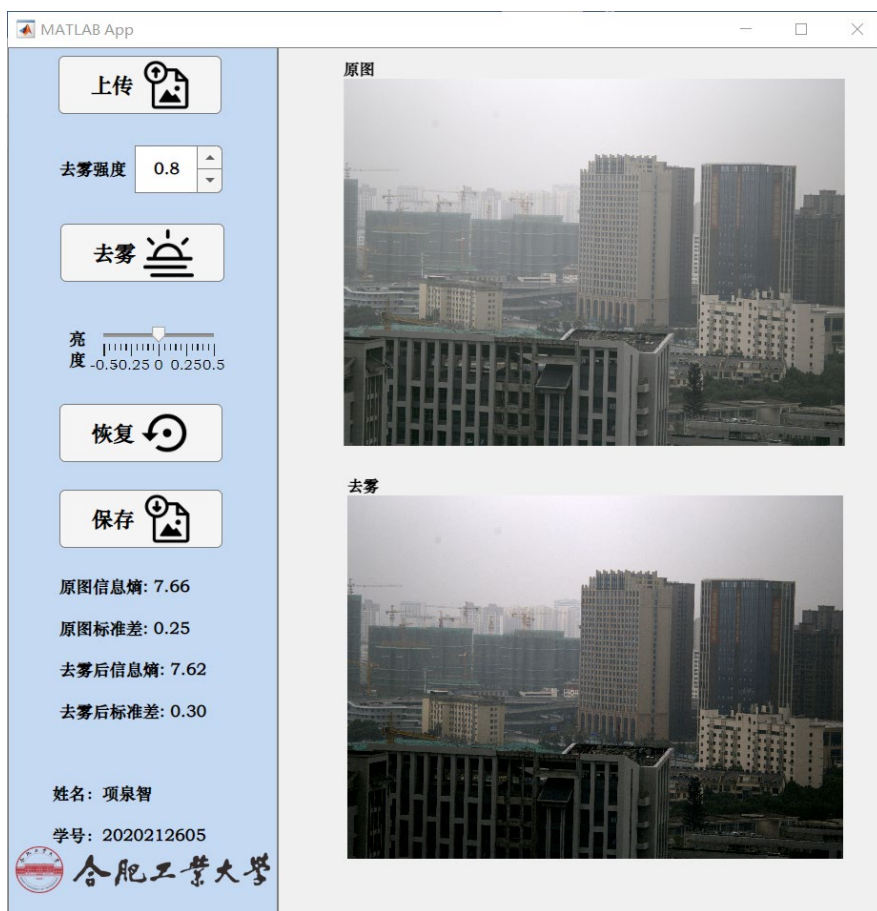 MATLAB App
上传
去雾强度 0.8
去雾
亮度
-0.5 0.25 0 0.25 0.5
恢复
保存
原图信息熵: 7.66
原图标准差: 0.25
去雾后信息熵: 7.62
去雾后标准差: 0.30
姓名：项泉智
学号：2020212605
合肥工业大学
原图
去雾